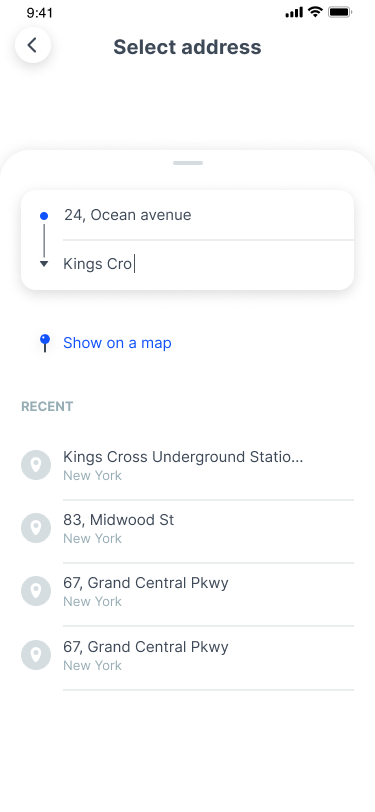 9:41
Select address
24, Ocean avenue
Kings Cro
Show on a map
RECENT
Kings Cross Underground Statio...
New York
83, Midwood St
New York
67, Grand Central Pkwy
New York
67, Grand Central Pkwy
New York